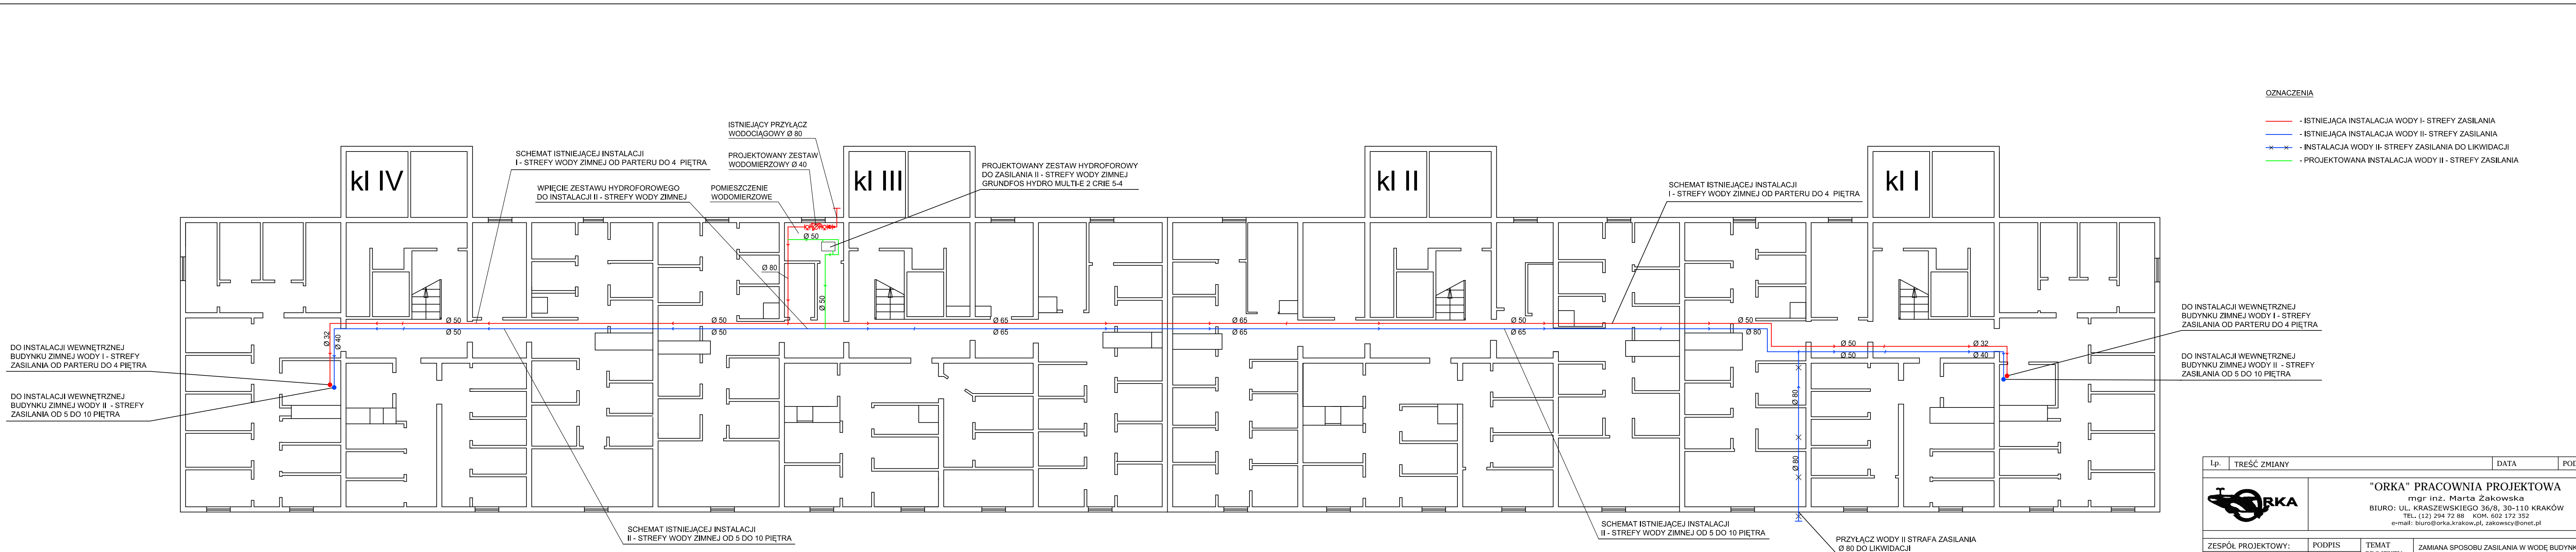 OZNACZENIA
- ISTNIEJĄCA INSTALACJA WODY I- STREFY ZASILANIA
- ISTNIEJĄCA INSTALACJA WODY II- STREFY ZASILANIA
- INSTALACJA WODY II- STREFY ZASILANIA DO LIKWIDACJI
- PROJEKTOWANA INSTALACJA WODY II - STREFY ZASILANIA
ISTNIEJĄCY PRZYŁĄCZ
WODOCIĄGOWY Ø 80
SCHEMAT ISTNIEJĄCEJ INSTALACJI
I - STREFY WODY ZIMNEJ OD PARTERU DO 4 PIĘTRA
PROJEKTOWANY ZESTAW
WODOMIERZOWY Ø 40
PROJEKTOWANY ZESTAW HYDROFOROWY
DO ZASILANIA II - STREFY WODY ZIMNEJ
GRUNDFOS HYDRO MULTI-E 2 CRIE 5-4
WPIĘCIE ZESTAWU HYDROFOROWEGO
DO INSTALACJI II - STREFY WODY ZIMNEJ
POMIESZCZENIE
WODOMIERZOWE
SCHEMAT ISTNIEJĄCEJ INSTALACJI
I - STREFY WODY ZIMNEJ OD PARTERU DO 4 PIĘTRA
kl IV
kl III
kl II
kl I
Ø 50
Ø 80
Ø 50
Ø 50
Ø 50
Ø 65
Ø 65
Ø 50
Ø 50
Ø 50
Ø 50
Ø 65
Ø 65
Ø 65
Ø 80
Ø 32
Ø 40
Ø 50
Ø 32
Ø 50
Ø 40
Ø 80
Ø 80
DO INSTALACJI WEWNĘTRZNEJ
BUDYNKU ZIMNEJ WODY I - STREFY
ZASILANIA OD PARTERU DO 4 PIĘTRA
DO INSTALACJI WEWNĘTRZNEJ
BUDYNKU ZIMNEJ WODY II - STREFY
ZASILANIA OD 5 DO 10 PIĘTRA
DO INSTALACJI WEWNĘTRZNEJ
BUDYNKU ZIMNEJ WODY I - STREFY
ZASILANIA OD PARTERU DO 4 PIĘTRA
DO INSTALACJI WEWNĘTRZNEJ
BUDYNKU ZIMNEJ WODY II - STREFY
ZASILANIA OD 5 DO 10 PIĘTRA
SCHEMAT ISTNIEJĄCEJ INSTALACJI
II - STREFY WODY ZIMNEJ OD 5 DO 10 PIĘTRA
SCHEMAT ISTNIEJĄCEJ INSTALACJI
II - STREFY WODY ZIMNEJ OD 5 DO 10 PIĘTRA
PRZYŁĄCZ WODY II STRAFA ZASILANIA
Ø 80 DO LIKWIDACJI
Lp. TREŚĆ ZMIANY DATA
ORKA
"ORKA" PRACOWNIA PROJEKTOWA
mgr inż. Marta Żakowska
BIURO: UL. KRASZEWSKIEGO 36/8, 30-110 KRAKÓW
TEL. (12) 294 72 88 KOM. 602 172 352
e-mail: biuro@orka.krakow.pl, zakowscy@onet.pl
ZESPÓŁ PROJEKTOWY: PODPIS TEMAT ZAMIANA SPOSOBU ZASILANIA W WODĘ